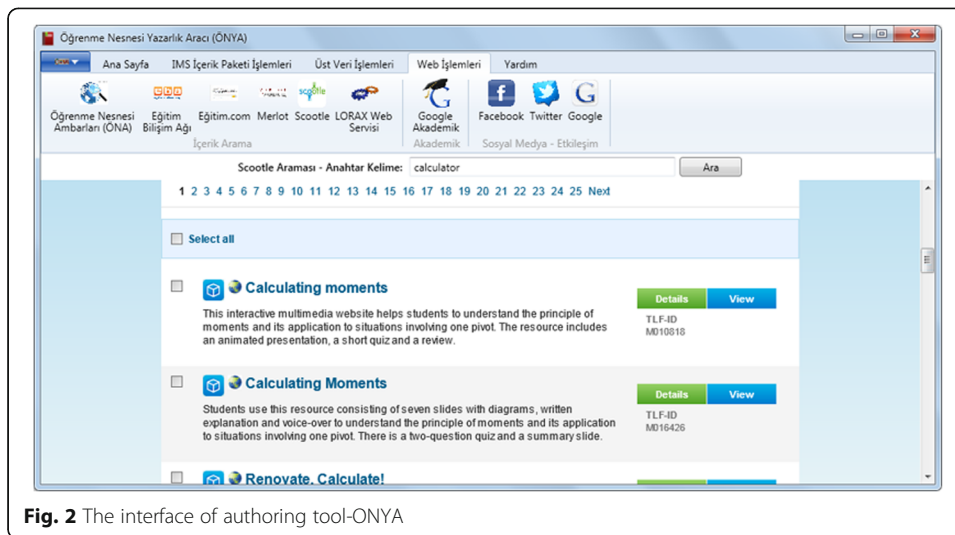 Öğrenme Nesnesi Yazarlık Aracı (ÖNYA)
Ana Sayfa IMS İçerik Paketi İşlemleri Üst Veri İşlemleri Web İşlemleri Yardım
Öğrenme Nesnesi Ambarları (ÖNA)
Eğitim Bilişim Ağı
Eğitim.com
Merlot
scootle
Scootle
LORAX Web Servisi
İçerik Arama
Google Akademik
Akademik
Facebook
Twitter
Google
Sosyal Medya - Etkileşim
Scootle Araması - Anahtar Kelime: calculator Ara
1 2 3 4 5 6 7 8 9 10 11 12 13 14 15 16 17 18 19 20 21 22 23 24 25 Next
Select all
Calculating moments
This interactive multimedia website helps students to understand the principle of
moments and its application to situations involving one pivot. The resource includes
an animated presentation, a short quiz and a review.
Details View
TLF-ID
M010818
Calculating Moments
Students use this resource consisting of seven slides with diagrams, written
explanation and voice-over to understand the principle of moments and its application
to situations involving one pivot. There is a two-question quiz and a summary slide.
Details View
TLF-ID
M016426
Renovate, Calculate!
Fig. 2 The interface of authoring tool-ONYA